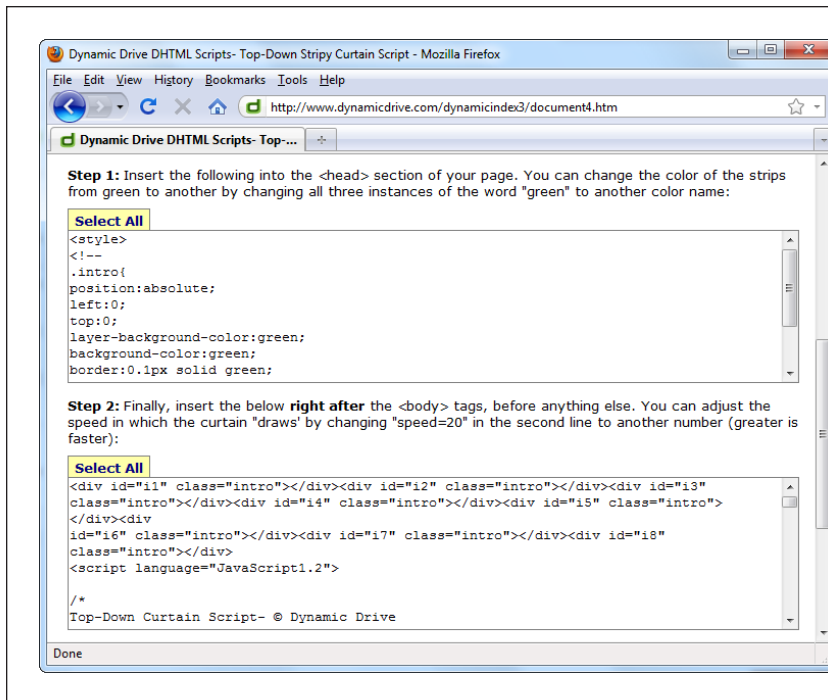 Dynamic Drive DHTML Scripts- Top-Down Stripy Curtain Script - Mozilla Firefox
File Edit View History Bookmarks Tools Help
http://www.dynamicdrive.com/dynamicindex3/document4.htm
Dynamic Drive DHTML Scripts- Top-...
Step 1: Insert the following into the <head> section of your page. You can change the color of the strips
from green to another by changing all three instances of the word "green" to another color name:
Select All
<style>
<!--
.intro{
position:absolute;
left:0;
top:0;
layer-background-color:green;
background-color:green;
border:0.1px solid green;
Step 2: Finally, insert the below right after the <body> tags, before anything else. You can adjust the
speed in which the curtain "draws' by changing "speed=20" in the second line to another number (greater is
faster):
Select All
<div id="i1" class="intro"></div><div id="i2" class="intro"></div><div id="i3"
class="intro"></div><div id="i4" class="intro"></div><div id="i5" class="intro">
</div><div
id="i6" class="intro"></div><div id="i7" class="intro"></div><div id="i8"
class="intro"></div>
<script language="JavaScript1.2">
/*
Top-Down Curtain Script- © Dynamic Drive
Done